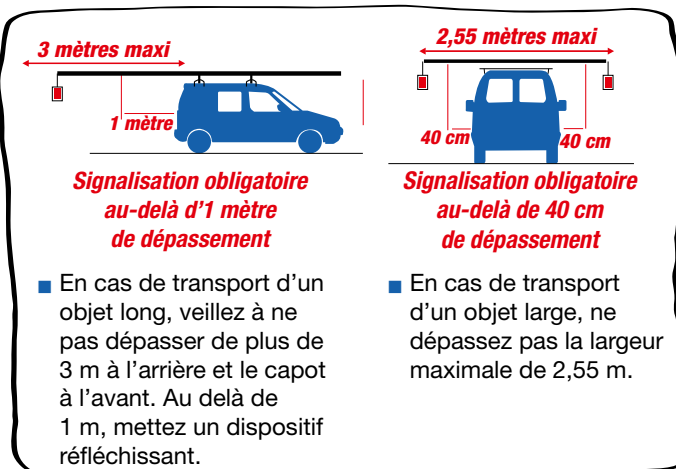 3 mètres maxi
1 mètre
Signalisation obligatoire
au-delà d'1 mètre
de dépassement
■ En cas de transport d'un
objet long, veillez à ne
pas dépasser de plus de
3 m à l'arrière et le capot
à l'avant. Au delà de
1 m, mettez un dispositif
réfléchissant.
2,55 mètres maxi
40 cm
40 cm
Signalisation obligatoire
au-delà de 40 cm
de dépassement
■ En cas de transport
d'un objet large, ne
dépassez pas la largeur
maximale de 2,55 m.